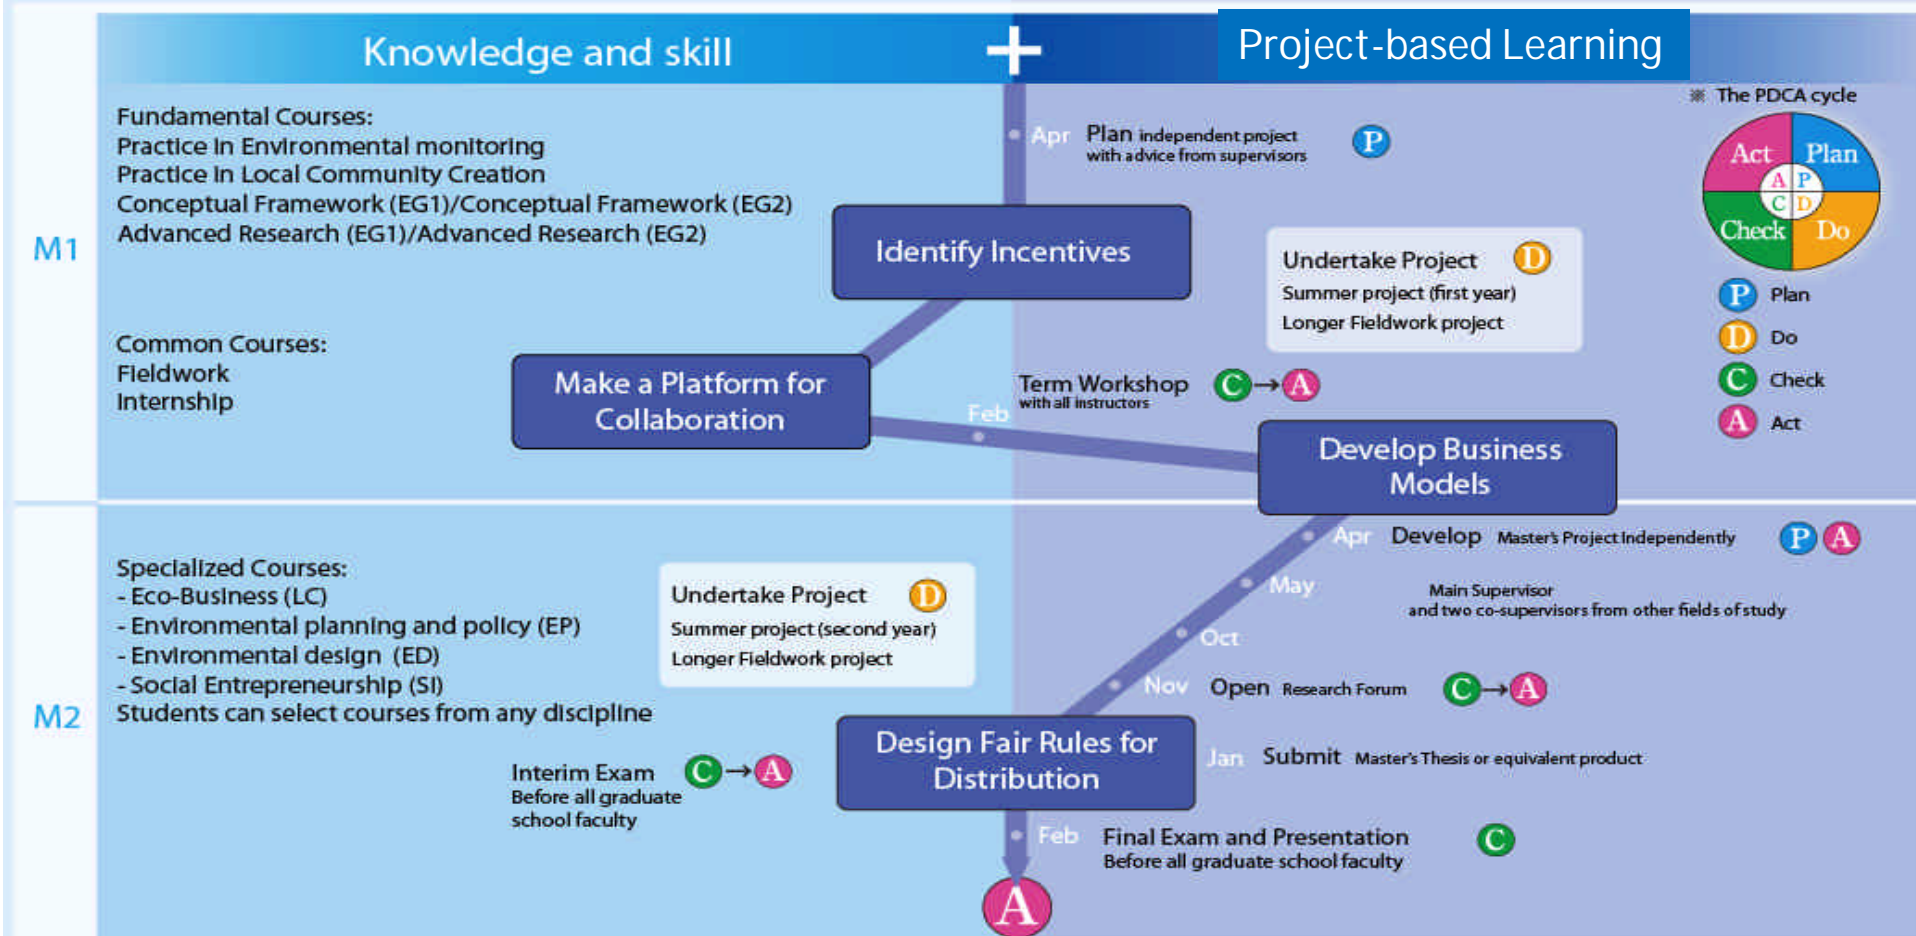 Knowledge and skill
+
Project-based Learning
M1
Fundamental Courses:
Practice in Environmental monitoring
Practice in Local Community Creation
Conceptual Framework (EG1)/Conceptual Framework (EG2)
Advanced Research (EG1)/Advanced Research (EG2)
Common Courses:
Fieldwork
Internship
Apr Plan independent project
with advice from supervisors
P
※ The PDCA cycle
Act Plan
A P
C D
Check Do
P Plan
D Do
C Check
A Act
Identify Incentives
Undertake Project D
Summer project (first year)
Longer Fieldwork project
Make a Platform for
Collaboration
Feb
Term Workshop C→A
with all instructors
Develop Business
Models
M2
Specialized Courses:
- Eco-Business (LC)
- Environmental planning and policy (EP)
- Environmental design (ED)
- Social Entrepreneurship (SI)
Students can select courses from any discipline
Undertake Project D
Summer project (second year)
Longer Fieldwork project
Interim Exam C→A
Before all graduate
school faculty
Apr Develop Master's Project Independently P A
May
Main Supervisor
and two co-supervisors from other fields of study
Oct
Nov Open Research Forum C→A
Design Fair Rules for
Distribution
Jan Submit Master's Thesis or equivalent product
Feb Final Exam and Presentation C
Before all graduate school faculty
A